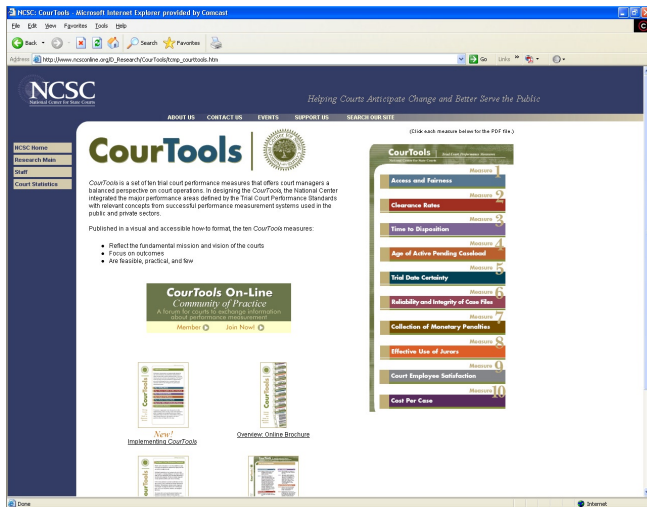 NCSC: CourTools - Microsoft Internet Explorer provided by Comcast
File Edit View Favorites Tools Help
Back Search Favorites
Address http://www.ncsconline.org/D_Research/CourTools/tcmp_courttools.htm Go Links
NCSC
National Center for State Courts
Helping Courts Anticipate Change and Better Serve the Public
ABOUT US CONTACT US EVENTS SUPPORT US SEARCH OUR SITE
NCSC Home
Research Main
Staff
Court Statistics
CourTools
CourTools is a set of ten trial court performance measures that offers court managers a
balanced perspective on court operations. In designing the CourTools, the National Center
integrated the major performance areas defined by the Trial Court Performance Standards
with relevant concepts from successful performance measurement systems used in the
public and private sectors.
Published in a visual and accessible how-to format, the ten CourTools measures:
Reflect the fundamental mission and vision of the courts
Focus on outcomes
Are feasible, practical, and few
CourTools On-Line
Community of Practice
A forum for courts to exchange information
about performance measurement
Member Join Now!
CourTools
New!
Implementing CourTools
CourTools
Overview: Online Brochure
CourTools
(Click each measure below for the PDF file.)
CourTools Trial Court Performance Measures
National Center for State Courts
Measure 1
Access and Fairness
Measure 2
Clearance Rates
Measure 3
Time to Disposition
Measure 4
Age of Active Pending Caseload
Measure 5
Trial Date Certainty
Measure 6
Reliability and Integrity of Case Files
Measure 7
Collection of Monetary Penalties
Measure 8
Effective Use of Jurors
Measure 9
Court Employee Satisfaction
Measure 10
Cost Per Case
Done Internet